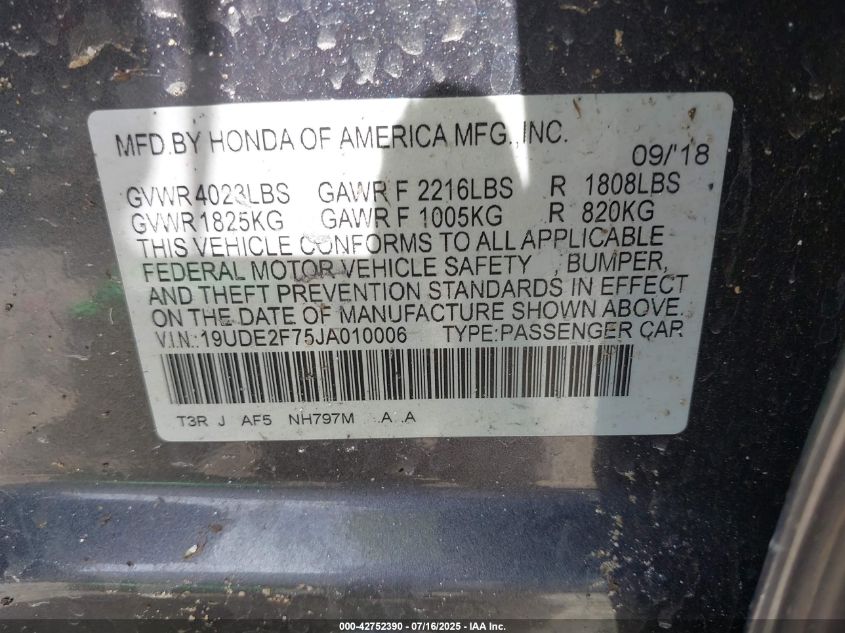 MFD.BY HONDA OF AMERICA MFG.,INC.
09/'18
GVWR 4023LBS GAWR F 2216LBS R 1808LBS
GVWR 1825KG GAWR F 1005KG R 820KG
THIS VEHICLE CONFORMS TO ALL APPLICABLE
FEDERAL MOTOR VEHICLE SAFETY , BUMPER,
AND THEFT PREVENTION STANDARDS IN EFFECT
ON THE DATE OF MANUFACTURE SHOWN ABOVE.
V.I.N.:19UDE2F75JA010006 TYPE:PASSENGER CAR
T3R J AF5 NH797M .A .A
000-42752390 - 07/16/2025 - IAA Inc.